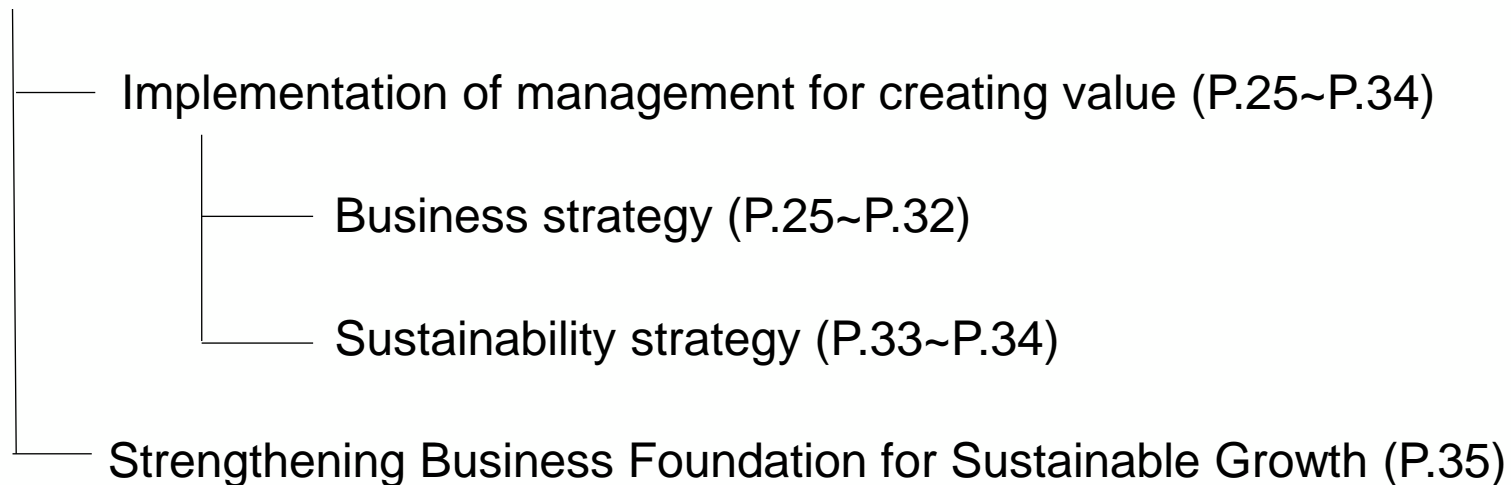 Implementation of management for creating value (P.25~P.34)
Business strategy (P.25~P.32)
Sustainability strategy (P.33~P.34)
Strengthening Business Foundation for Sustainable Growth (P.35)